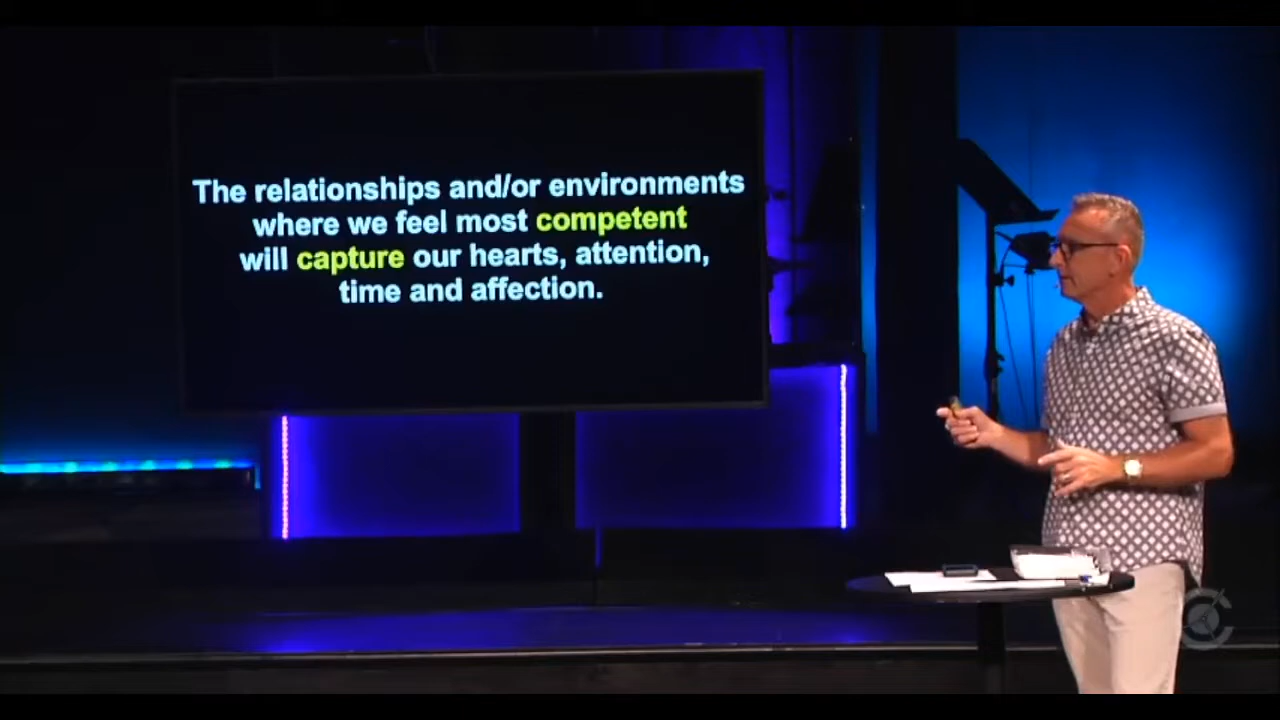 The relationships and/or environments
where we feel most competent
will capture our hearts, attention,
time and affection.